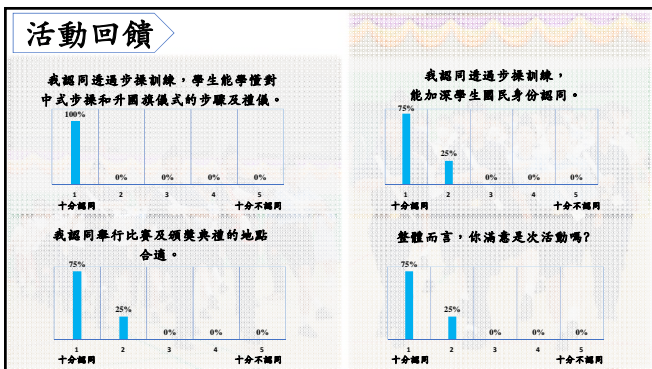 活動回饋
我認同透過步操訓練，學生能學懂對
中式步操和升國旗儀式的步驟及禮儀。
100%
0%
0%
0%
0%
1
2
3
4
5
十分認同
十分不認同
我認同透過步操訓練，
能加深學生國民身份認同。
75%
25%
0%
0%
0%
1
2
3
4
5
十分認同
十分不認同
我認同舉行比賽及頒獎典禮的地點
合適。
75%
25%
0%
0%
0%
1
2
3
4
5
十分認同
十分不認同
整體而言，你滿意是次活動嗎?
75%
25%
0%
0%
0%
1
2
3
4
5
十分認同
十分不認同